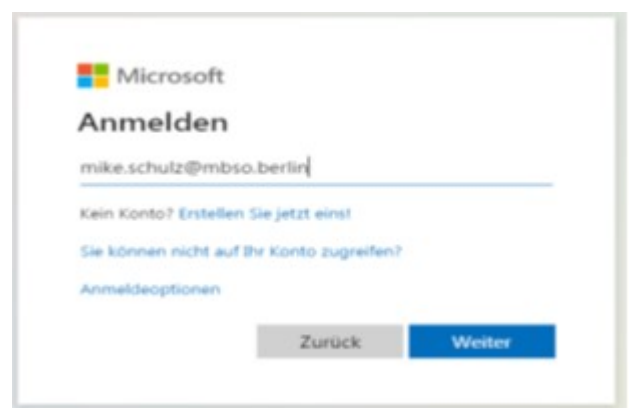 Microsoft
Anmelden
mike.schulz@mbso.berlin
Kein Konto? Erstellen Sie jetzt eins!
Sie können nicht auf Ihr Konto zugreifen?
Anmeldeoptionen
Zurück Weiter